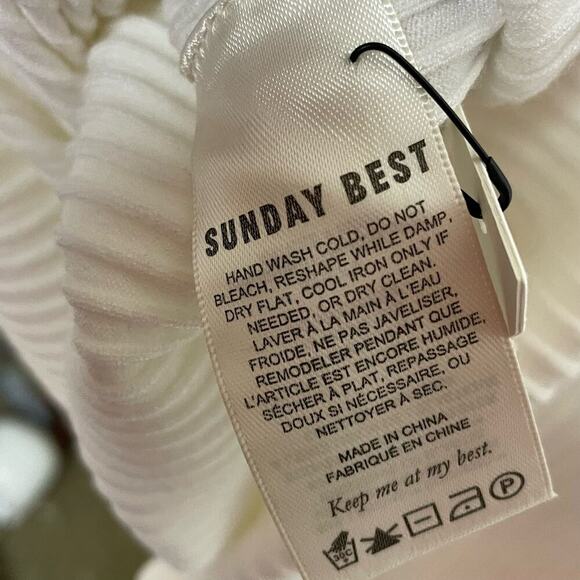 SUNDAY BEST
HAND WASH COLD, DO NOT
BLEACH, RESHAPE WHILE DAMP,
DRY FLAT, COOL IRON ONLY IF
NEEDED, OR DRY CLEAN.
LAVER À LA MAIN À L'EAU
FROIDE, NE PAS JAVELISER,
REMODELER PENDANT QUE
L'ARTICLE EST ENCORE HUMIDE,
SÉCHER À PLAT, REPASSAGE
DOUX SI NÉCESSAIRE, OU
NETTOYER À SEC.
MADE IN CHINA
FABRIQUÉ EN CHINE
Keep me at my best.
30C P